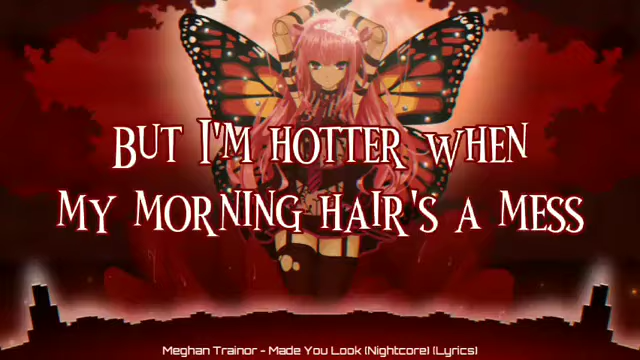 But I'm hotter when
my morning hair's a mess
Meghan Trainor - Made You Look (Nightcore) (Lyrics)